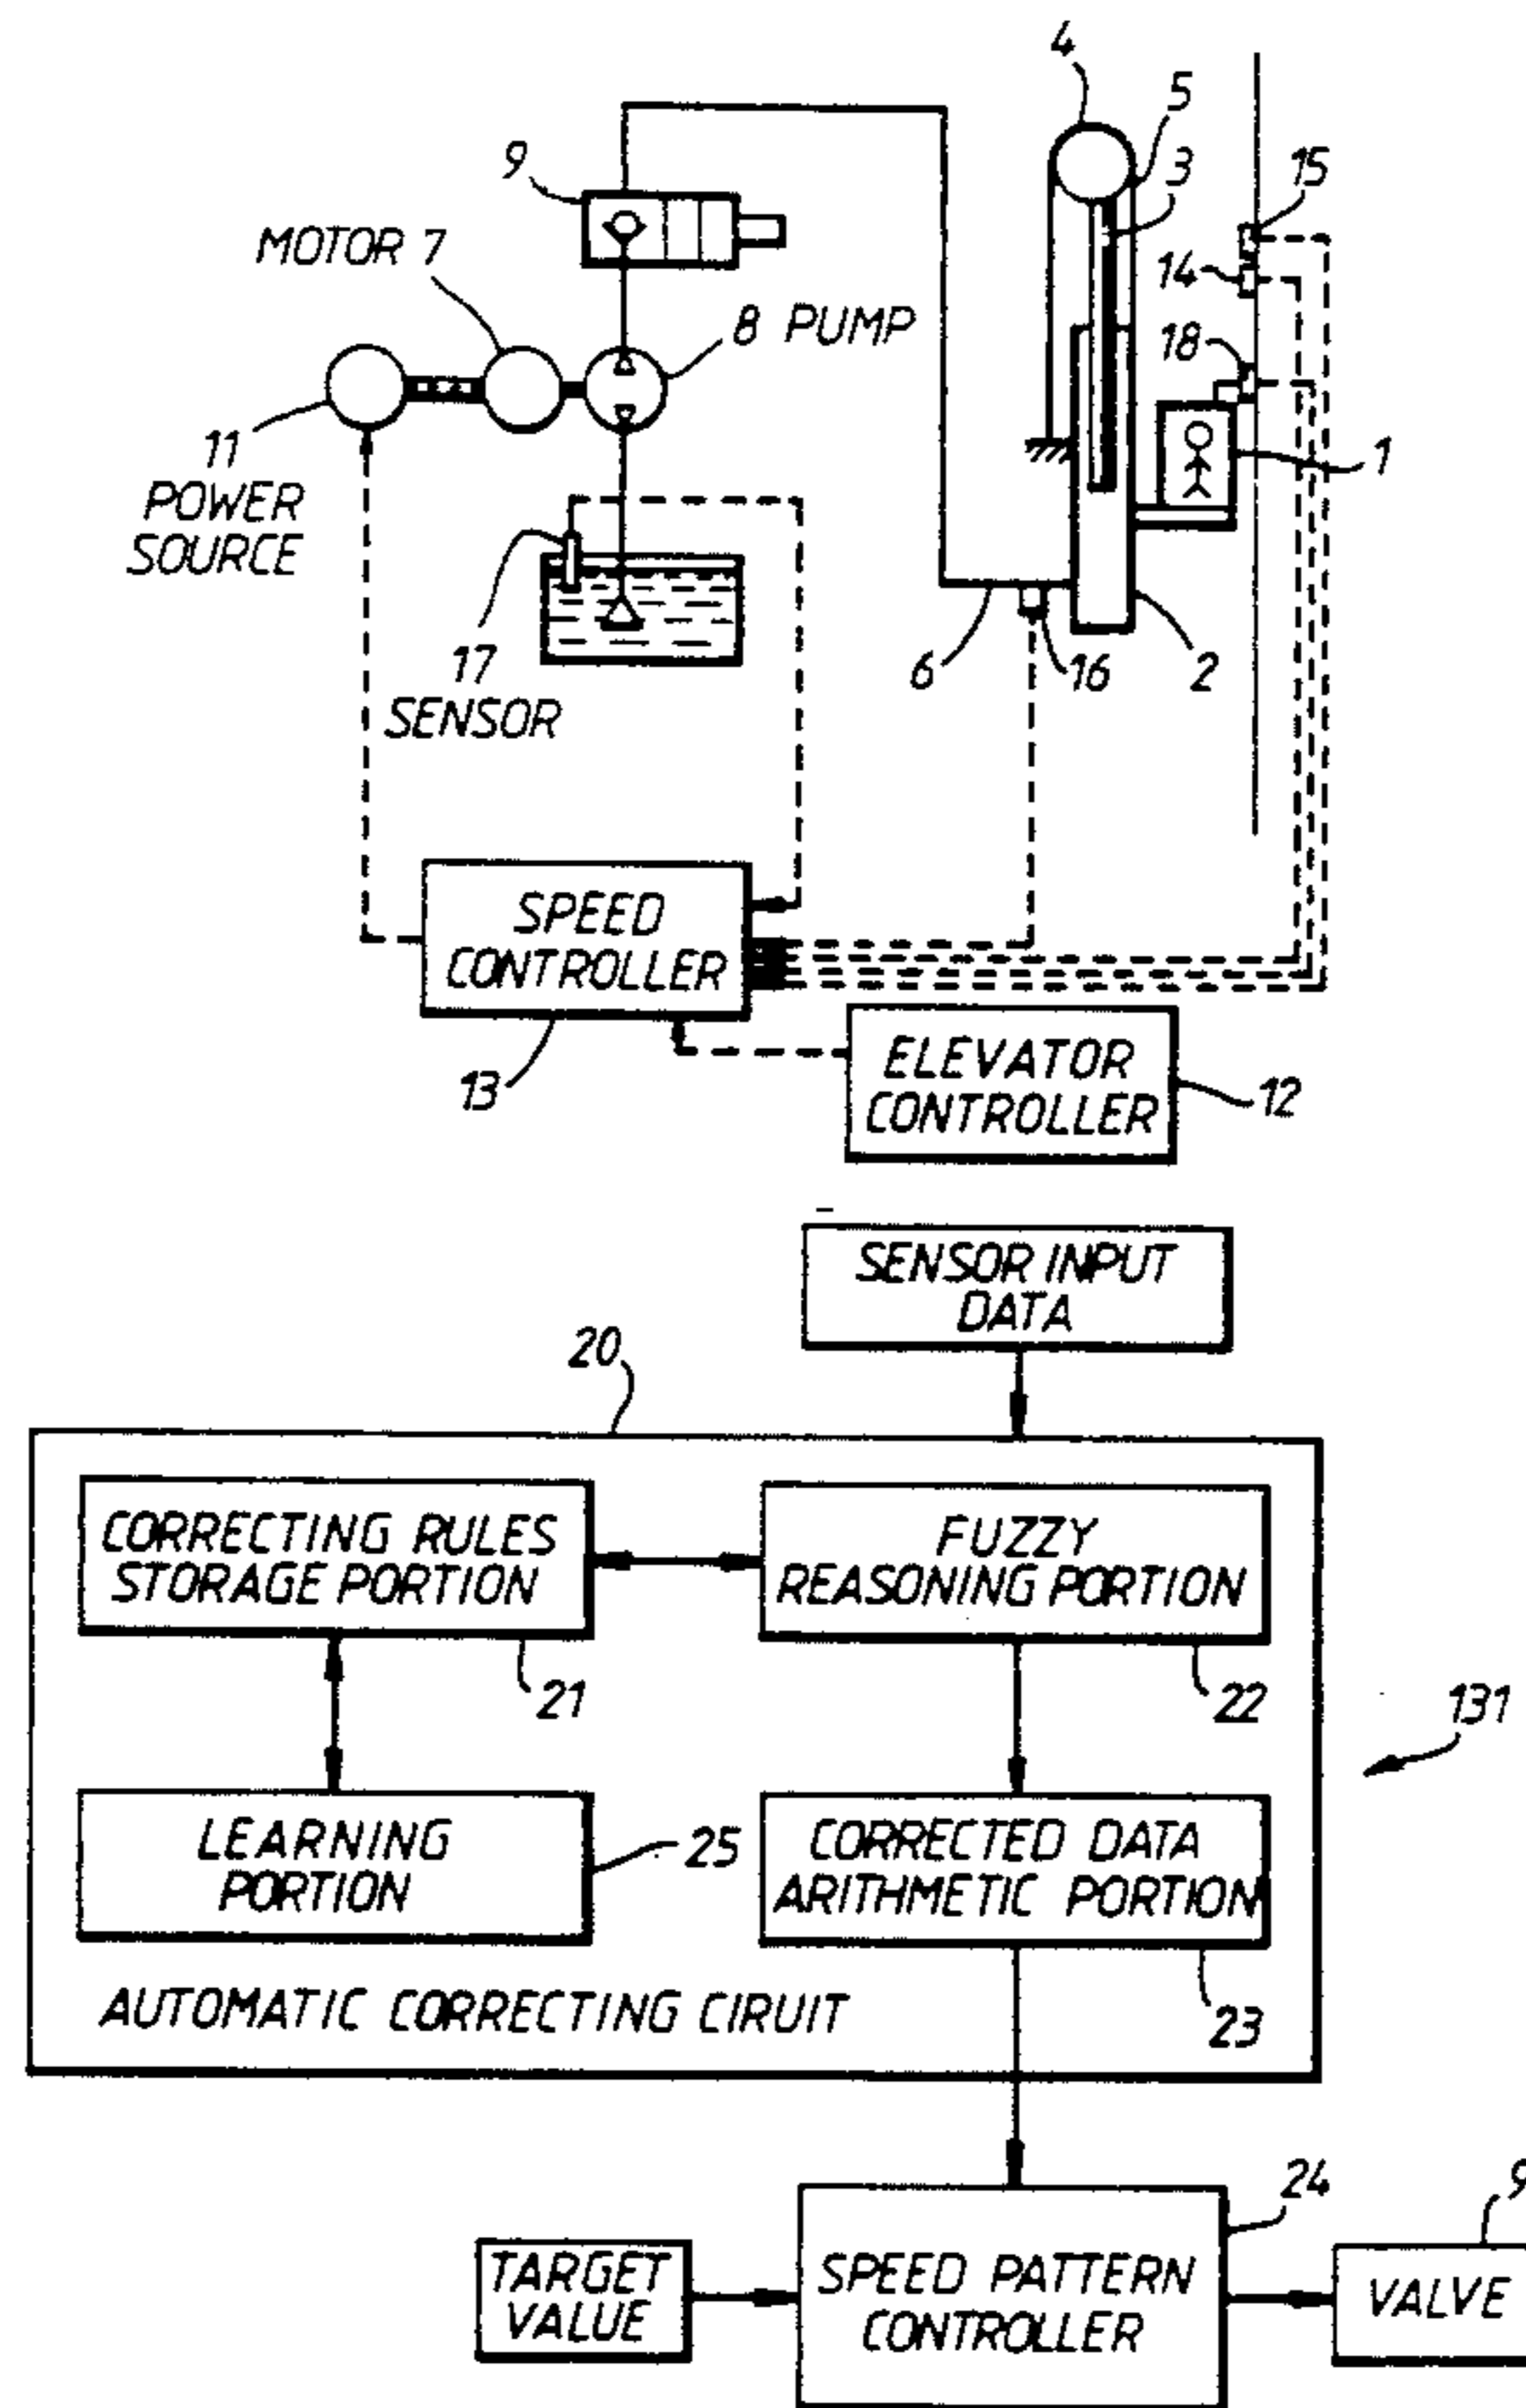 4
5
9
3
15
MOTOR 7
14
8 PUMP
18
11
POWER
SOURCE
1
17
SENSOR
6
16
2
SPEED
CONTROLLER
13
ELEVATOR
CONTROLLER
12
SENSOR INPUT
DATA
20
CORRECTING RULES
STORAGE PORTION
FUZZY
REASONING PORTION
21
22
131
LEARNING
PORTION
25
CORRECTED DATA
ARITHMETIC PORTION
AUTOMATIC CORRECTING CIRUIT
23
24
9
TARGET
VALUE
SPEED PATTERN
CONTROLLER
VALVE